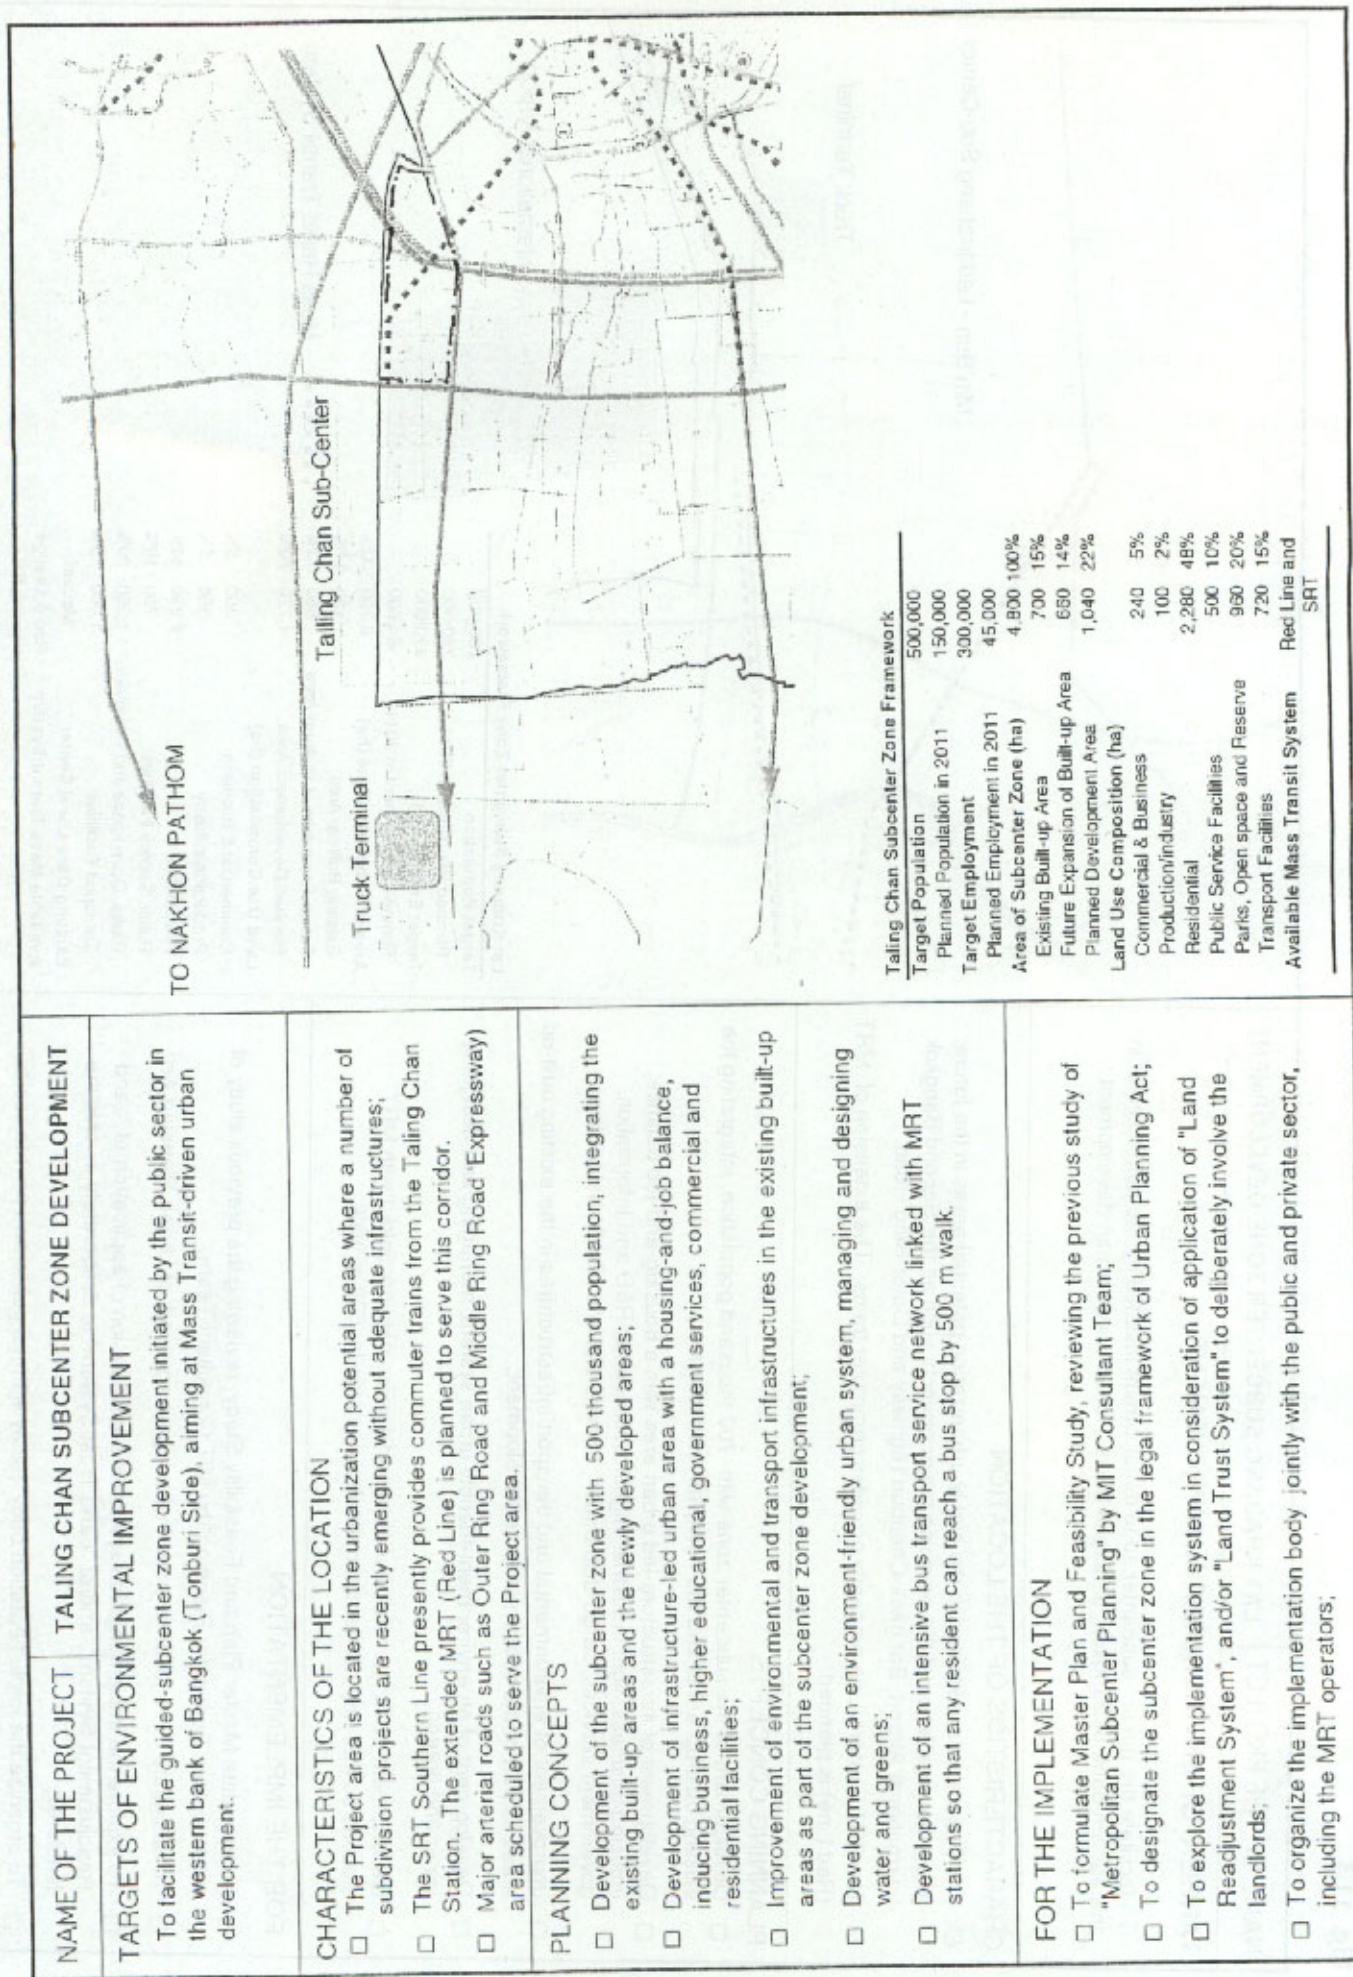 NAME OF THE PROJECT TALING CHAN SUBCENTER ZONE DEVELOPMENT
TARGETS OF ENVIRONMENTAL IMPROVEMENT
To facilitate the guided-subcenter zone development initiated by the public sector in
the western bank of Bangkok (Tonburi Side), aiming at Mass Transit-driven urban
development.
CHARACTERISTICS OF THE LOCATION
□ The Project area is located in the urbanization potential areas where a number of
subdivision projects are recently emerging without adequate infrastructures;
□ The SRT Southern Line presently provides commuter trains from the Taling Chan
Station. The extended MRT (Red Line) is planned to serve this corridor.
□ Major arterial roads such as Outer Ring Road and Middle Ring Road 'Expressway)
area scheduled to serve the Project area.
PLANNING CONCEPTS
□ Development of the subcenter zone with 500 thousand population, integrating the
existing built-up areas and the newly developed areas;
□ Development of infrastructure-led urban area with a housing-and-job balance,
inducing business, higher educational, government services, commercial and
residential facilities;
□ Improvement of environmental and transport infrastructures in the existing built-up
areas as part of the subcenter zone development;
□ Development of an environment-friendly urban system, managing and designing
water and greens;
□ Development of an intensive bus transport service network linked with MRT
stations so that any resident can reach a bus stop by 500 m walk.
FOR THE IMPLEMENTATION
□ To formulate Master Plan and Feasibility Study, reviewing the previous study of
"Metropolitan Subcenter Planning" by MIT Consultant Team;
□ To designate the subcenter zone in the legal framework of Urban Planning Act;
□ To explore the implementation system in consideration of application of "Land
Readjustment System", and/or "Land Trust System" to deliberately involve the
landlords;
□ To organize the implementation body jointly with the public and private sector,
including the MRT operators;
TO NAKHON PATHOM
Talling Chan Sub-Center
Truck Terminal
Taling Chan Subcenter Zone Framework
Target Population 500,000
Planned Population in 2011 150,000
Target Employment 300,000
Planned Employment in 2011 45,000
Area of Subcenter Zone (ha) 4,800 100%
Existing Built-up Area 700 15%
Future Expansion of Built-up Area 660 14%
Planned Development Area 1,040 22%
Land Use Composition (ha)
Commercial & Business 240 5%
Production/industry 100 2%
Residential 2,280 48%
Public Service Facilities 500 10%
Parks, Open space and Reserve 960 20%
Transport Facilities 720 15%
Available Mass Transit System Red Line and
SRT